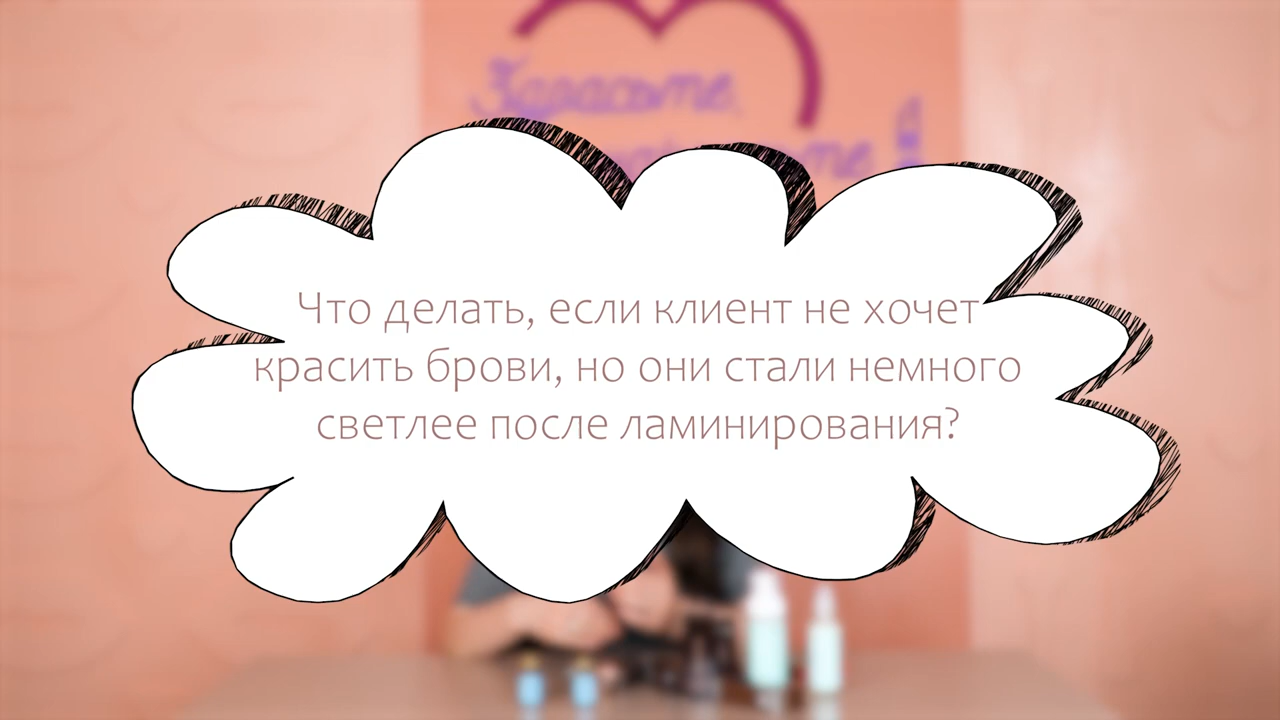 Что делать, если клиент не хочет
красить брови, но они стали немного
светлее после ламинирования?